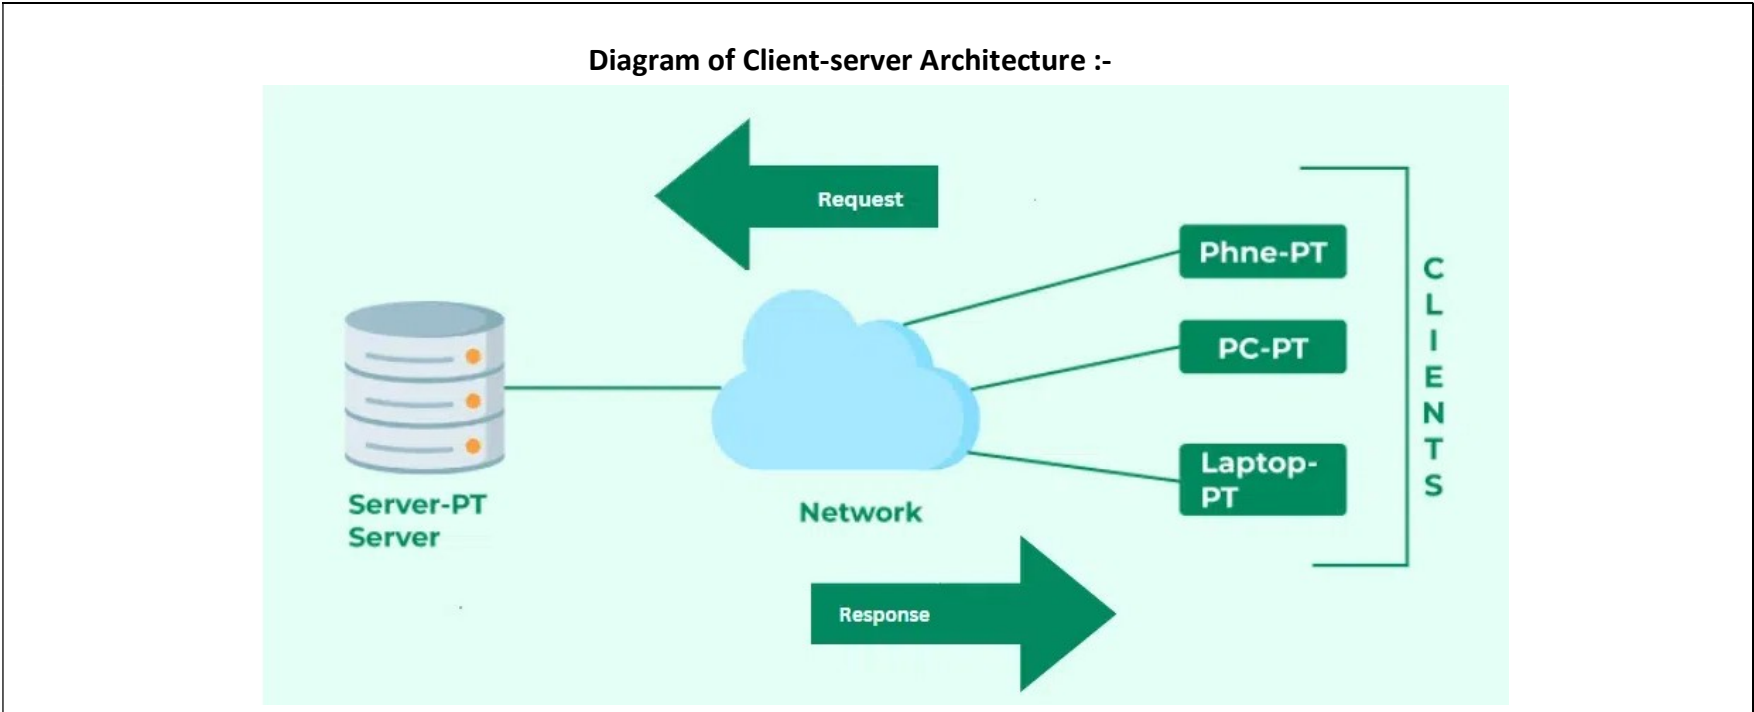 Diagram of Client-server Architecture :-
Request
Phne-PT
PC-PT
Laptop-
PT
CLIENTS
Server-PT
Server
Network
Response